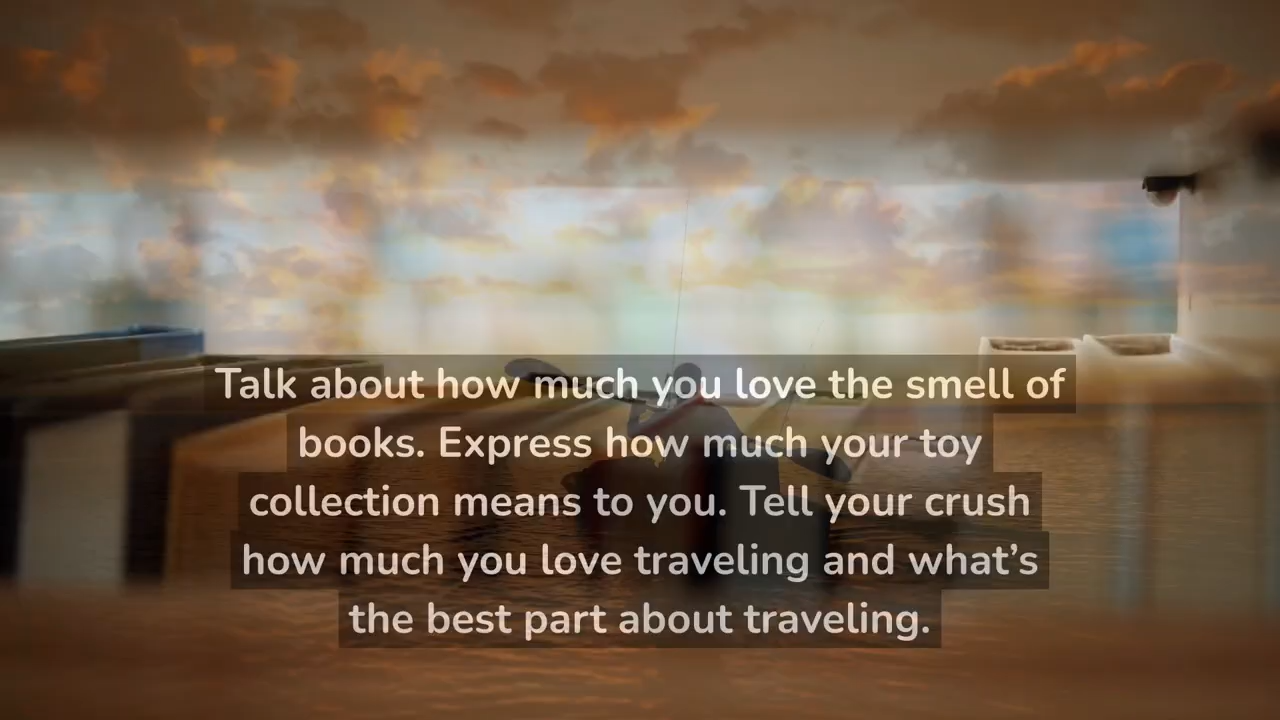 Talk about how much you love the smell of
books. Express how much your toy
collection means to you. Tell your crush
how much you love traveling and what’s
the best part about traveling.